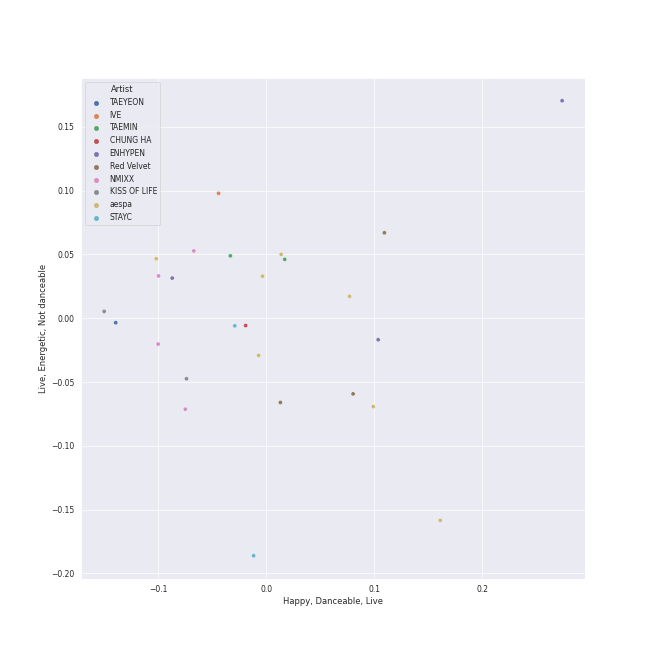 Artist
TAEYEON
IVE
TAEMIN
CHUNG HA
ENHYPEN
Red Velvet
NMIXX
KISS OF LIFE
aespa
STAYC
0.15
0.10
0.05
0.00
−0.05
−0.10
−0.15
−0.20
Live, Energetic, Not danceable
−0.1
0.0
0.1
0.2
Happy, Danceable, Live